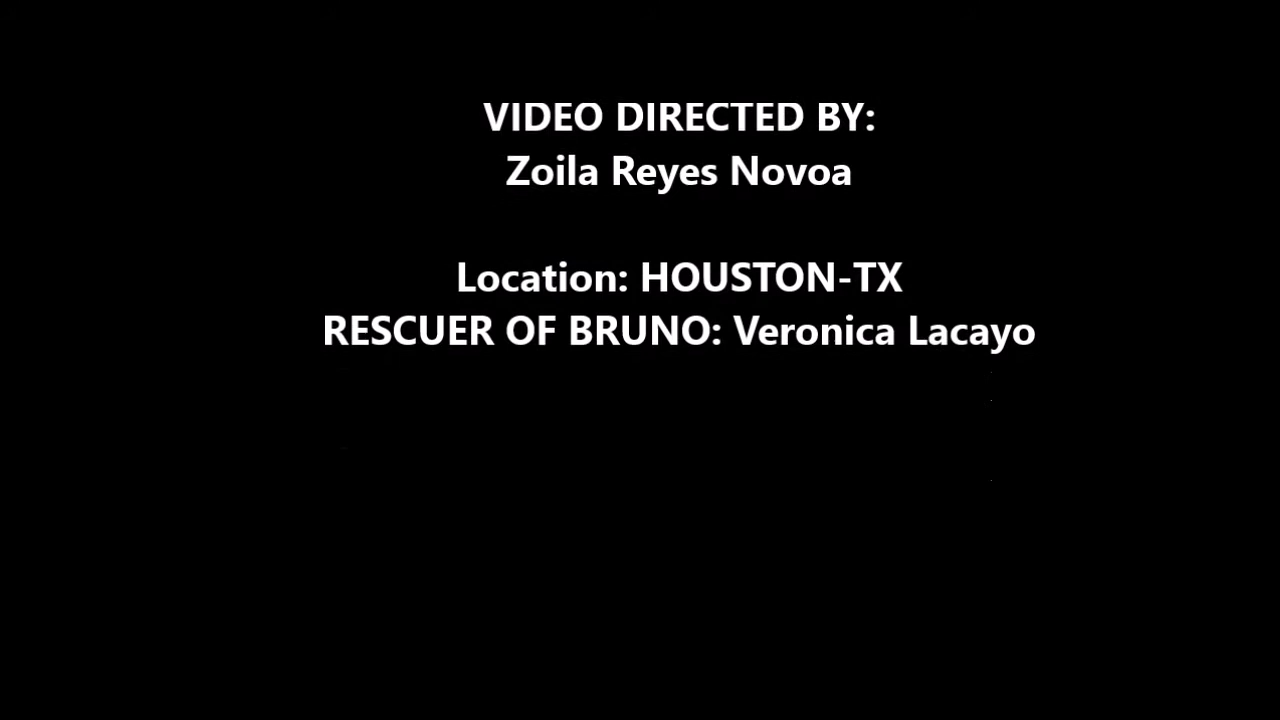 VIDEO DIRECTED BY:
Zoila Reyes Novoa
Location: HOUSTON-TX
RESCUER OF BRUNO: Veronica Lacayo